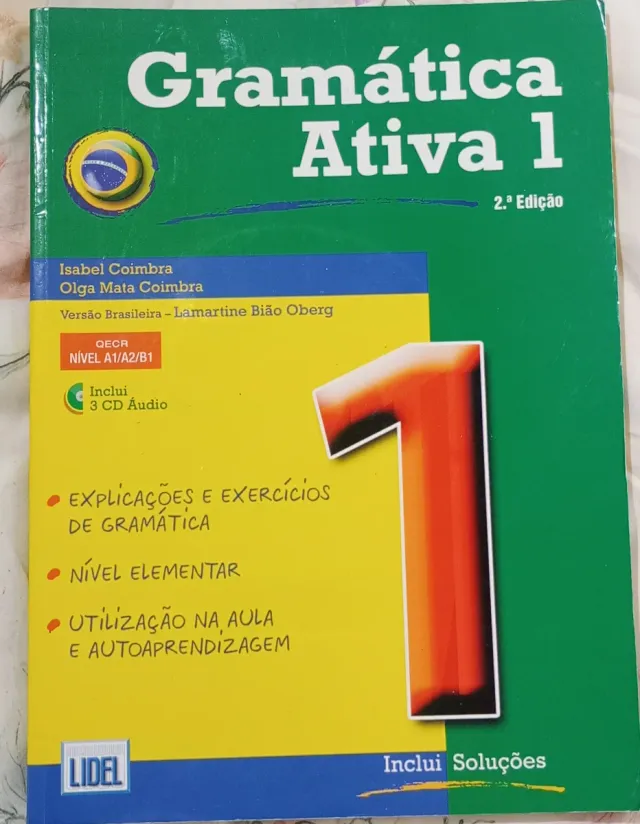 Gramática
Ativa 1
2.ª Edição
Isabel Coimbra
Olga Mata Coimbra
Versão Brasileira – Lamartine Bião Oberg
QECR
NÍVEL A1/A2/B1
Inclui
3 CD Áudio
1
EXPLICAÇÕES E EXERCÍCIOS
DE GRAMÁTICA
NÍVEL ELEMENTAR
UTILIZAÇÃO NA AULA
E AUTOAPRENDIZAGEM
LIDEL
Inclui Soluções